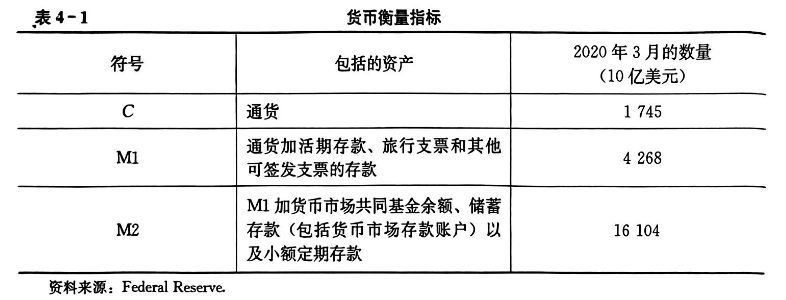 表 4-1 货币衡量指标
符号 包括的资产 2020 年 3 月的数量
（10 亿美元）
C 通货 1 745
M1 通货加活期存款、旅行支票和其他
可签发支票的存款 4 268
M2 M1 加货币市场共同基金余额、储蓄
存款（包括货币市场存款账户）以
及小额定期存款 16 104
资料来源：Federal Reserve.